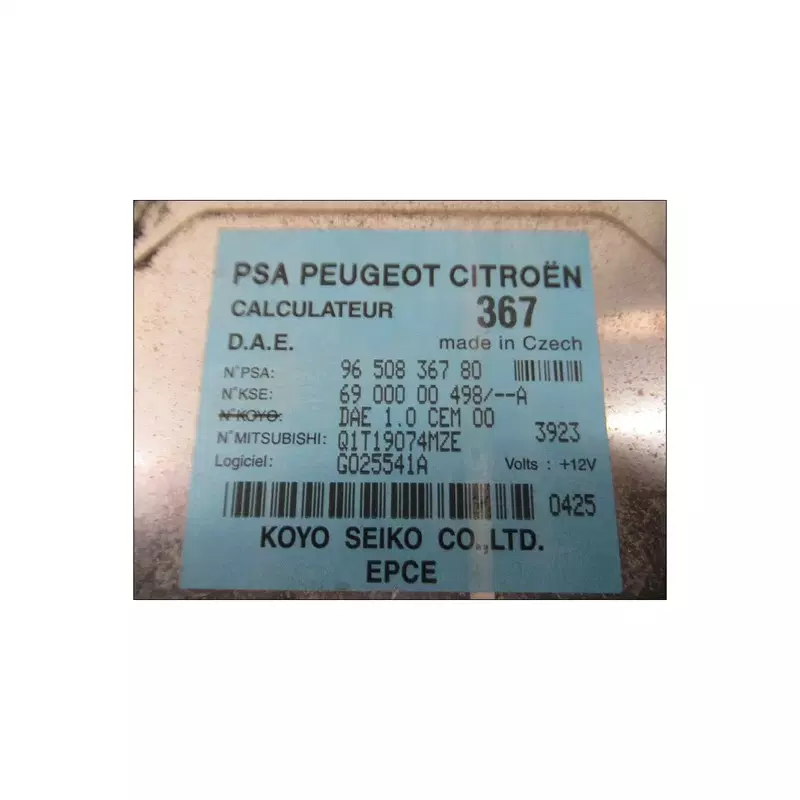 PSA PEUGEOT CITROËN
CALCULATEUR 367
D.A.E. made in Czech
N°PSA: 96 508 367 80
N°KSE: 69 000 00 498/--A
N°KOYO: DAE 1.0 CEM 00
N°MITSUBISHI: Q1T19074MZE 3923
Logiciel: G025541A Volts : +12V
0425
KOYO SEIKO CO.,LTD.
EPCE